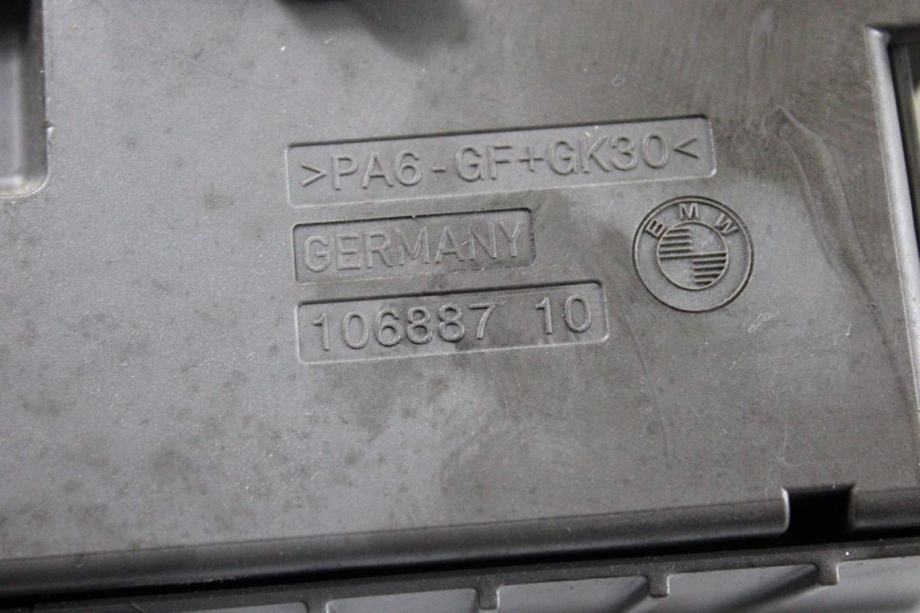 >PA6-GF+GK30<
GERMANY
BMW
106887 10